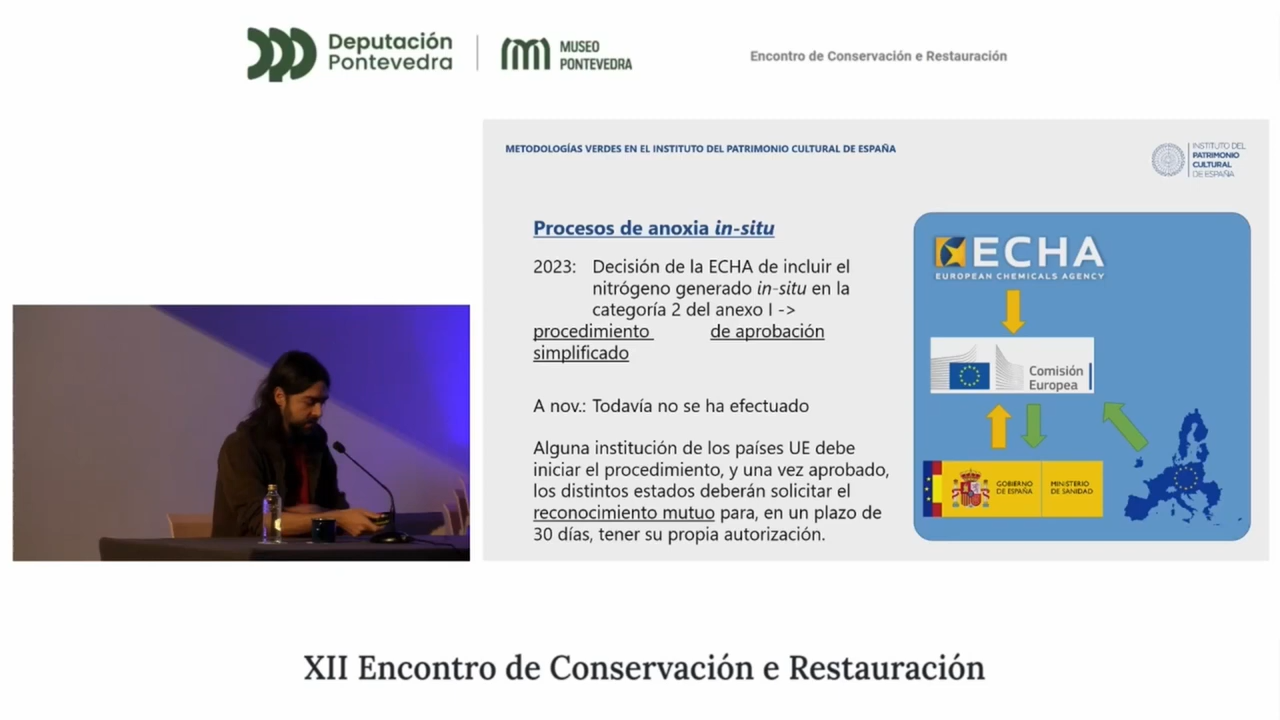 Deputación
Pontevedra
MUSEO
PONTEVEDRA
Encontro de Conservación e Restauración
METODOLOGÍAS VERDES EN EL INSTITUTO DEL PATRIMONIO CULTURAL DE ESPAÑA
INSTITUTO DEL
PATRIMONIO
CULTURAL
DE ESPAÑA
Procesos de anoxia in-situ
2023: Decisión de la ECHA de incluir el
nitrógeno generado in-situ en la
categoría 2 del anexo I ->
procedimiento de aprobación
simplificado
A nov.: Todavía no se ha efectuado
Alguna institución de los países UE debe
iniciar el procedimiento, y una vez aprobado,
los distintos estados deberán solicitar el
reconocimiento mutuo para, en un plazo de
30 días, tener su propia autorización.
ECHA
EUROPEAN CHEMICALS AGENCY
Comisión
Europea
GOBIERNO
DE ESPAÑA
MINISTERIO
DE SANIDAD
XII Encontro de Conservación e Restauración